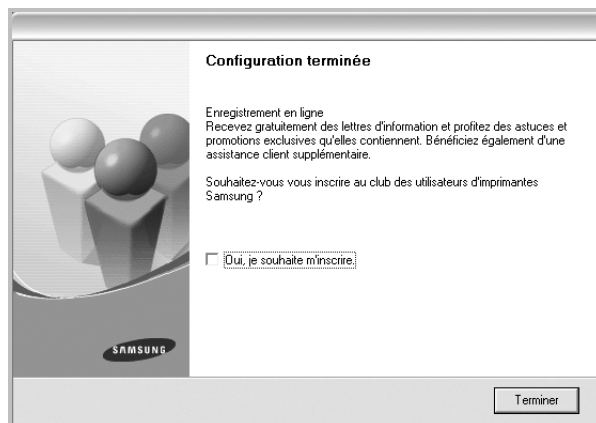 Configuration terminée
Enregistrement en ligne
Recevez gratuitement des lettres d'information et profitez des astuces et
promotions exclusives qu'elles contiennent. Bénéficiez également d'une
assistance client supplémentaire.
Souhaitez-vous vous inscrire au club des utilisateurs d'imprimantes
Samsung ?
Oui, je souhaite m'inscrire.
SAMSUNG
Terminer